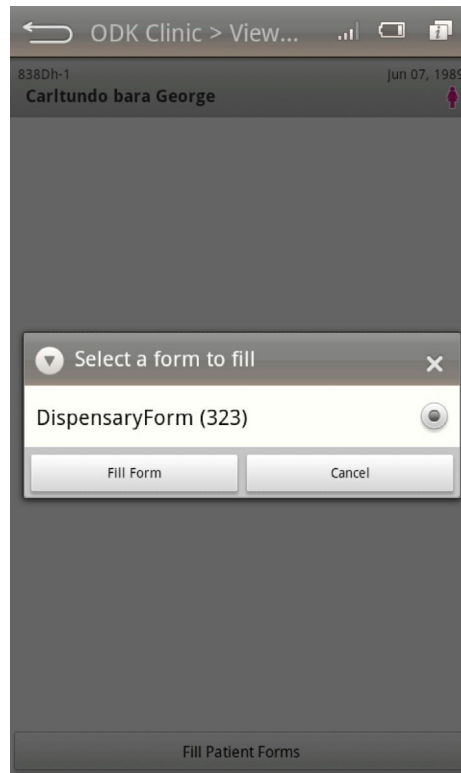 ODK Clinic > View...
838Dh-1 Jun 07, 1989
Carltundo bara George
Select a form to fill
DispensaryForm (323)
Fill Form Cancel
Fill Patient Forms